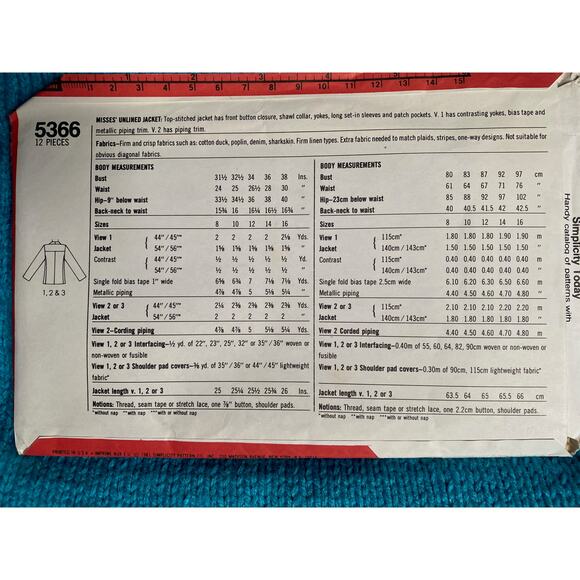 5366
12 PIECES
MISSES' UNLINED JACKET: Top-stitched jacket has front button closure, shawl collar, yokes, long set-in sleeves and patch pockets. V. 1 has contrasting yokes, bias tape and
metallic piping trim. V. 2 has piping trim.
Fabrics—Firm and crisp fabrics such as: cotton duck, poplin, denim, sharkskin. Firm linen types. Extra fabric needed to match plaids, stripes, one-way designs. Not suitable for
obvious diagonal fabrics.
BODY MEASUREMENTS
Bust 31½ 32½ 34 36 38 Ins.
Waist 24 25 26½ 28 30 "
Hip—9" below waist 33½ 34½ 36 38 40 "
Back-neck to waist 15¾ 16 16¼ 16½ 16¾ "
Sizes 8 10 12 14 16
View 1 44" /45"** 2 2 2 2 2⅛ Yds.
Jacket 54" /56"** 1⅝ 1⅝ 1⅝ 1⅝ 1⅝ "
Contrast 44" /45"** ½ ½ ½ ½ ½ Yds.
54" /56"** ½ ½ ½ ½ ½ "
Single fold bias tape 1" wide 6⅝ 6¾ 7 7⅛ 7⅛ Yds.
Metallic piping 4⅞ 4⅞ 5 5⅛ 5¼ "
View 2 or 3 44" /45"** 2¼ 2⅜ 2⅜ 2⅜ 2⅜ Yds.
Jacket 54" /56"** 2 2 2 2 2 "
View 2—Cording piping 4⅞ 4⅞ 5 5⅛ 5¼ Yds.
View 1, 2 or 3 Interfacing—½ yd. of 22", 23", 25", 32" or 35" /36" woven or
non-woven or fusible
View 1, 2 or 3 Shoulder pad covers—⅜ yd. of 35" /36" or 44" /45" lightweight
fabric*
Jacket length v. 1, 2 or 3 25 25¼ 25½ 25¾ 26 Ins.
Notions: Thread, seam tape or stretch lace, one ⅞" button, shoulder pads.
*without nap **with nap ***with or without nap
BODY MEASUREMENTS
Bust 80 83 87 92 97 cm
Waist 61 64 67 71 76 "
Hip—23cm below waist 85 88 92 97 102 "
Back-neck to waist 40 40.5 41.5 42 42.5 "
Sizes 8 10 12 14 16
View 1 115cm* 1.80 1.80 1.80 1.90 1.90 m
Jacket 140cm /143cm* 1.50 1.50 1.50 1.50 1.50 "
Contrast 115cm* 0.40 0.40 0.40 0.40 0.40 m
140cm /143cm* 0.40 0.40 0.40 0.40 0.40 "
Single fold bias tape 2.5cm wide 6.10 6.20 6.50 6.50 6.60 m
Metallic piping 4.40 4.50 4.60 4.70 4.80 "
View 2 or 3 115cm* 2.10 2.10 2.20 2.20 2.20 m
Jacket 140cm /143cm* 1.80 1.80 1.80 1.80 1.80 "
View 2 Corded piping 4.40 4.50 4.60 4.70 4.80 m
View 1, 2 or 3 Interfacing—0.40m of 55, 60, 64, 82, 90cm woven or non-woven or
fusible
View 1, 2 or 3 Shoulder pad covers—0.30m of 90cm, 115cm lightweight fabric*
Jacket length v. 1, 2 or 3 63.5 64 65 65.5 66 cm
Notions: Thread, seam tape or stretch lace, one 2.2cm button, shoulder pads.
*without nap **with nap ***with or without nap
1, 2 & 3
Simplicity Today
Handy catalog of patterns with
PRINTED IN U.S.A. SIMPLICITY PATTERN CO. INC. 200 MADISON AVENUE, NEW YORK, N.Y.